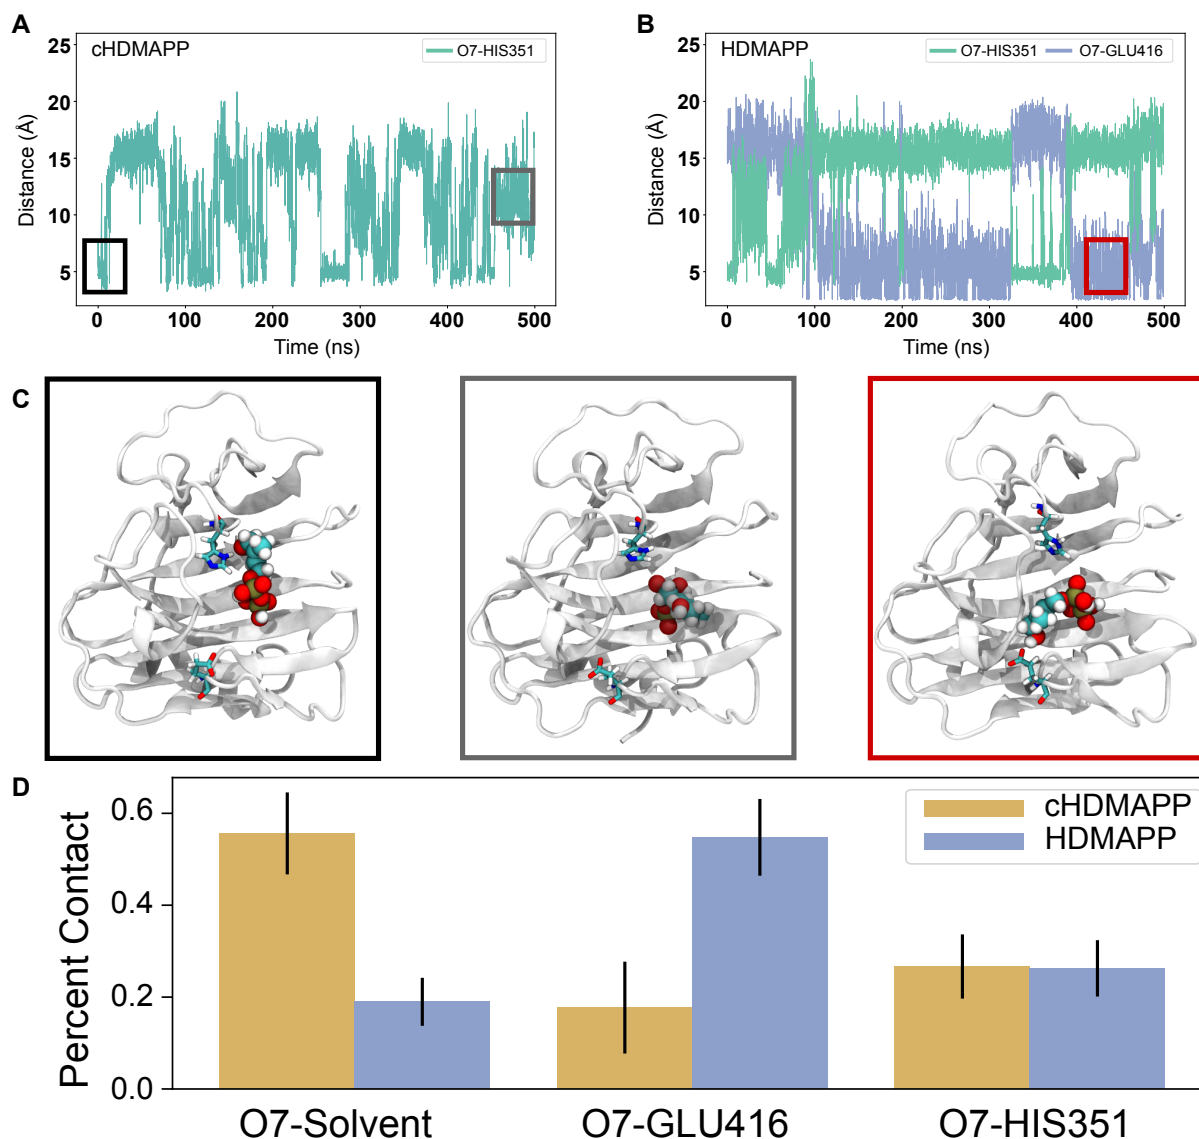 A
cHDMAPP
O7-HIS351
25
20
15
10
5
Distance (Å)
0
100
200
300
400
500
Time (ns)
B
HDMAPP
O7-HIS351
O7-GLU416
25
20
15
10
5
Distance (Å)
0
100
200
300
400
500
Time (ns)
C
D
cHDMAPP
HDMAPP
0.6
0.4
0.2
0.0
Percent Contact
O7-Solvent
O7-GLU416
O7-HIS351